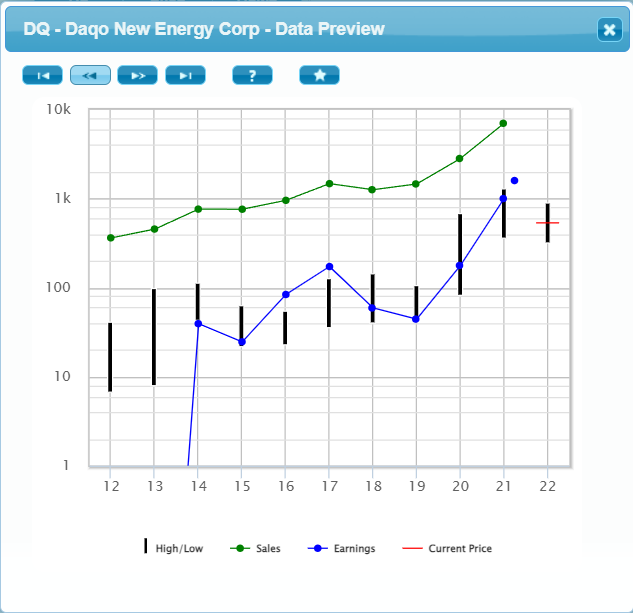 DQ - Daqo New Energy Corp - Data Preview
?
10k
1k
100
10
1
12 13 14 15 16 17 18 19 20 21 22
High/Low Sales Earnings Current Price